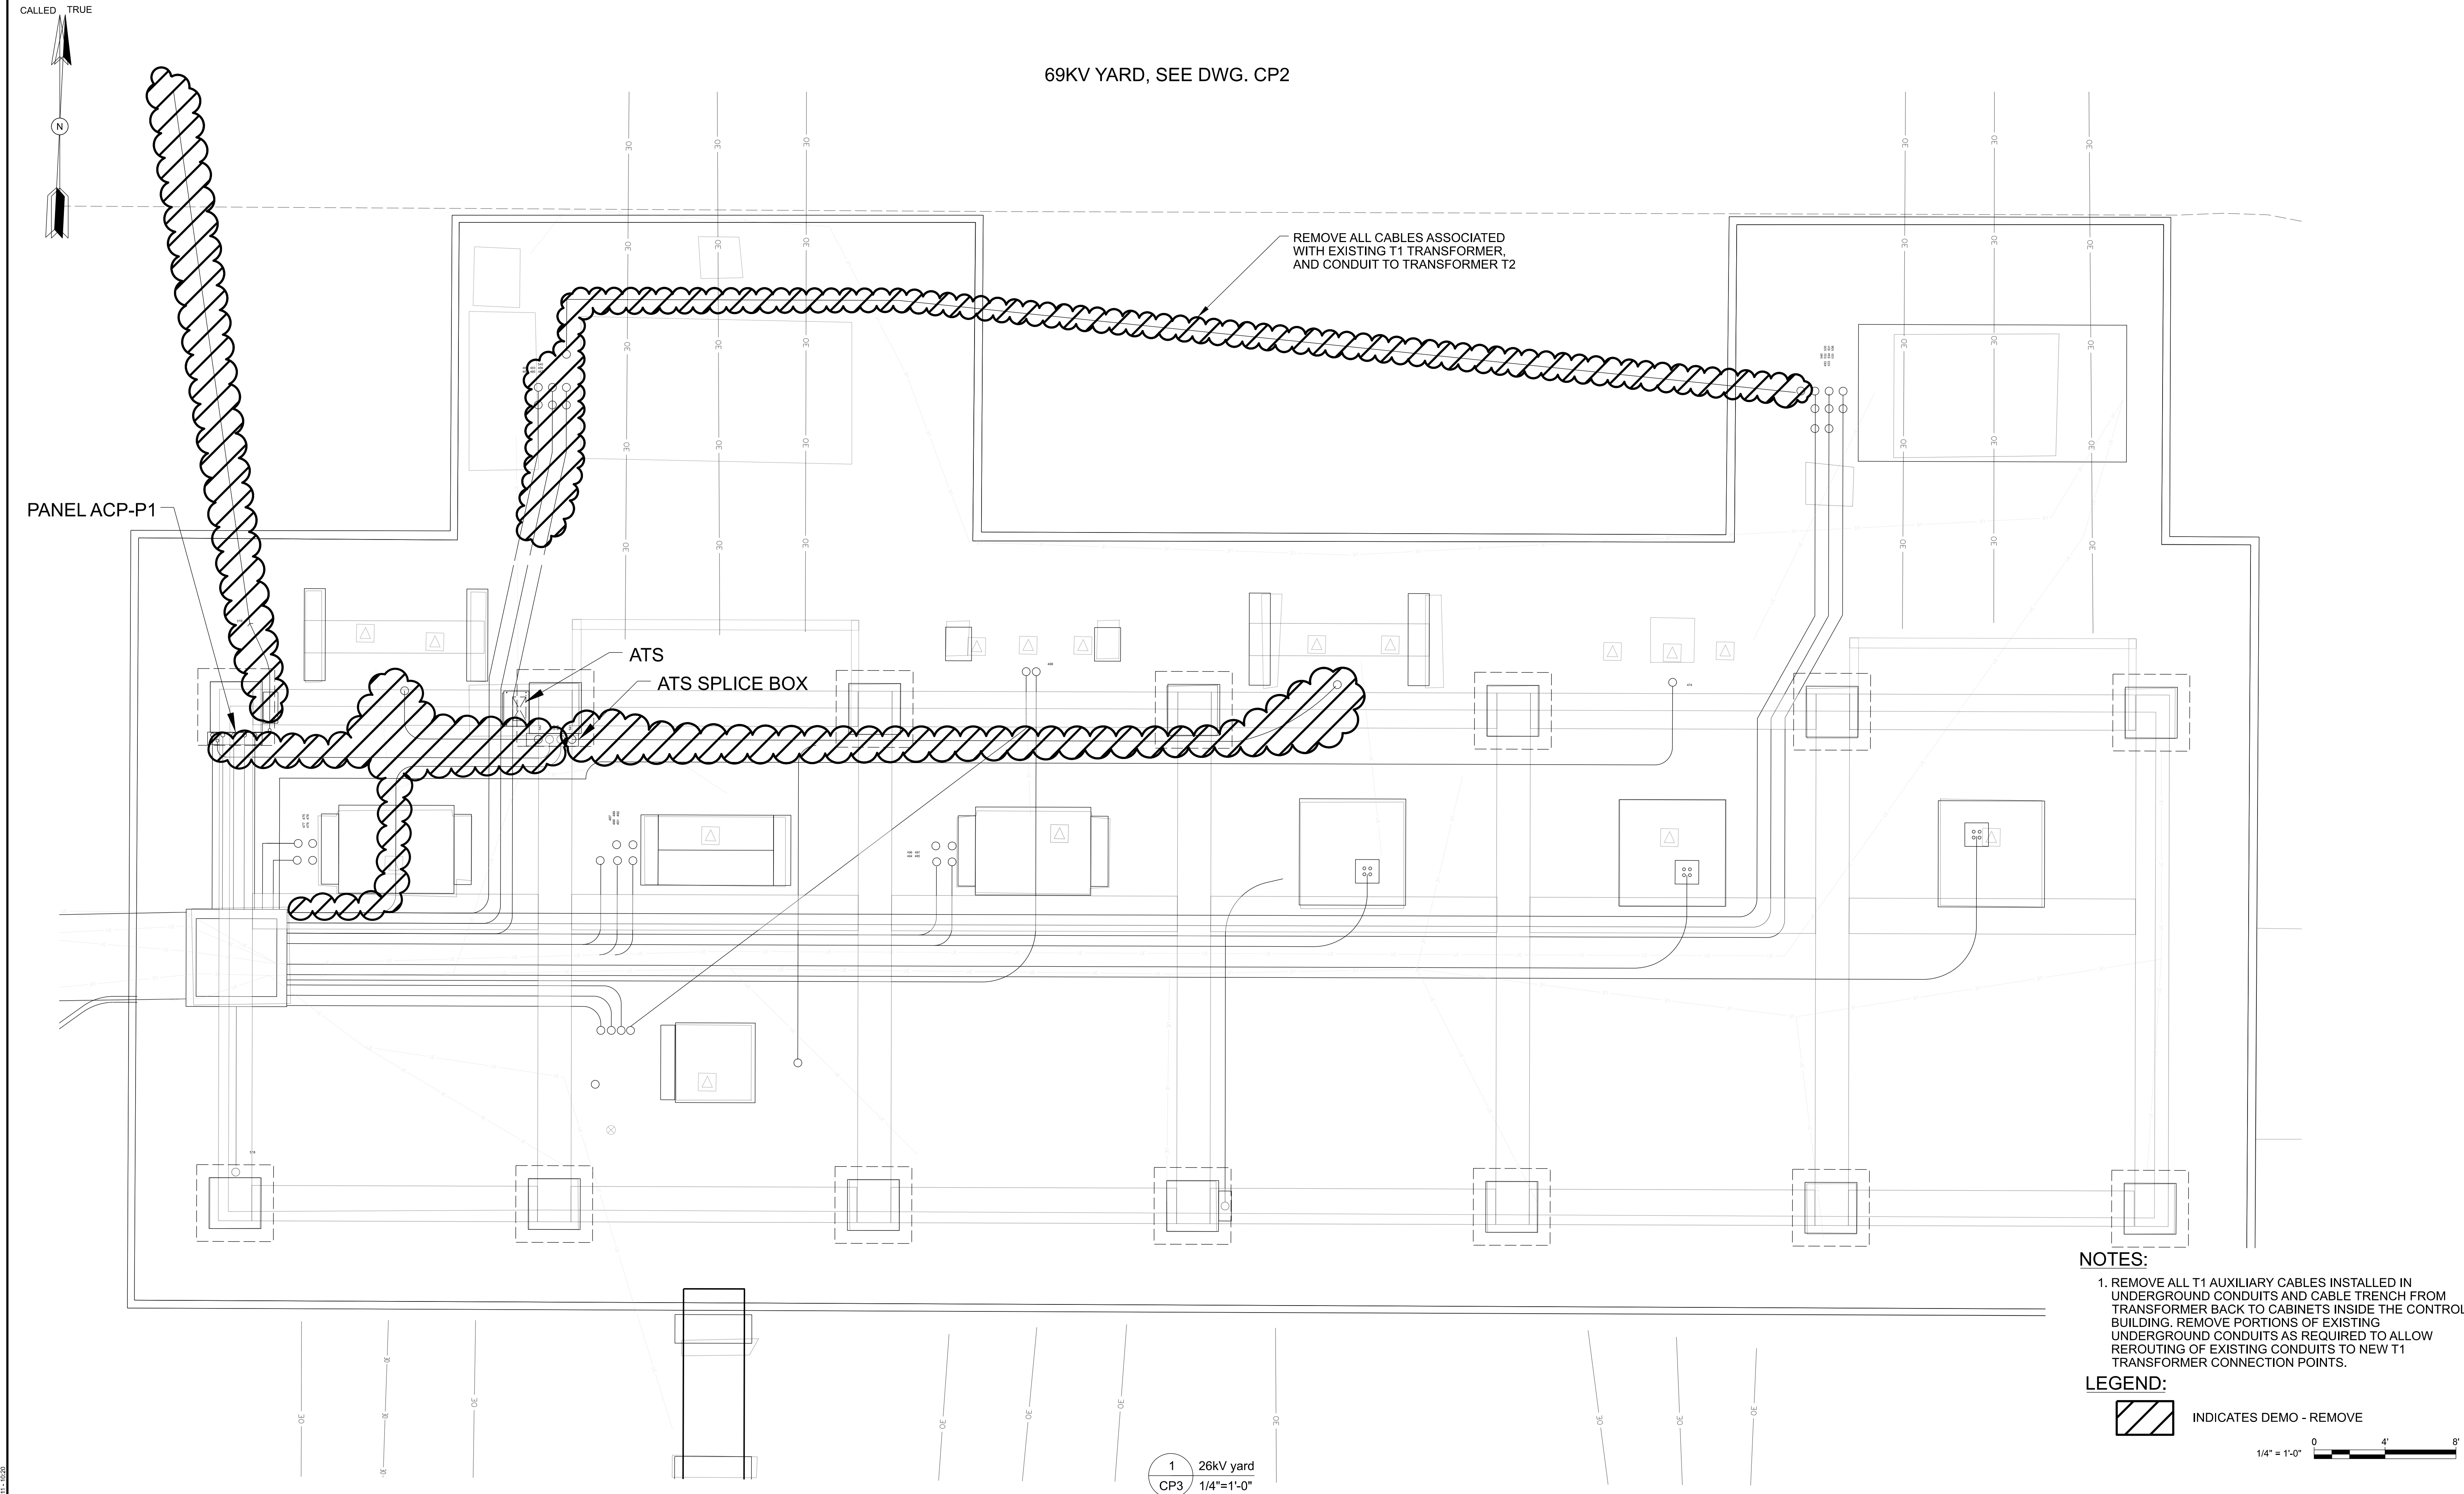 CALLED TRUE
N
69KV YARD, SEE DWG. CP2
REMOVE ALL CABLES ASSOCIATED
WITH EXISTING T1 TRANSFORMER,
AND CONDUIT TO TRANSFORMER T2
PANEL ACP-P1
ATS
ATS SPLICE BOX
NOTES:
1. REMOVE ALL T1 AUXILIARY CABLES INSTALLED IN
UNDERGROUND CONDUITS AND CABLE TRENCH FROM
TRANSFORMER BACK TO CABINETS INSIDE THE CONTROL
BUILDING. REMOVE PORTIONS OF EXISTING
UNDERGROUND CONDUITS AS REQUIRED TO ALLOW
REROUTING OF EXISTING CONDUITS TO NEW T1
TRANSFORMER CONNECTION POINTS.
LEGEND:
INDICATES DEMO - REMOVE
1/4" = 1'-0"
0 4' 8'
1 26kV yard
CP3 1/4"=1'-0"
11 - 10:20